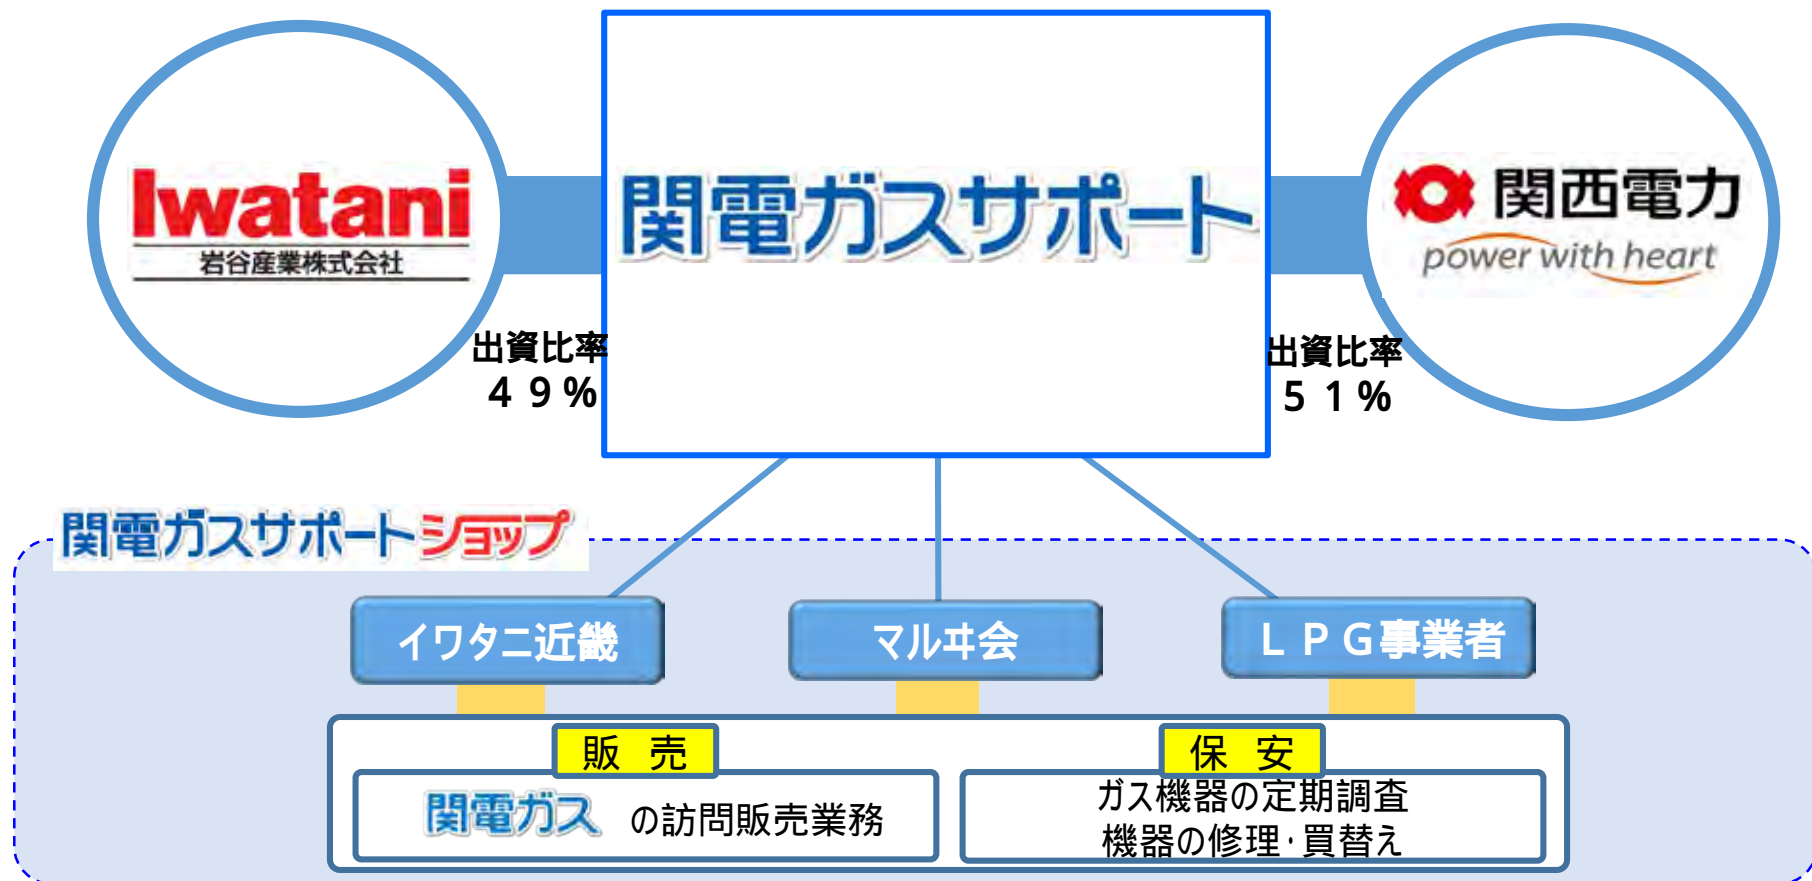 Iwatani
岩谷産業株式会社
関電ガスサポート
関西電力
power with heart
出資比率
４９%
出資比率
５１%
関電ガスサポートショップ
イワタニ近畿
マルヰ会
ＬＰＧ事業者
販 売
関電ガス の訪問販売業務
保 安
ガス機器の定期調査
機器の修理･買替え